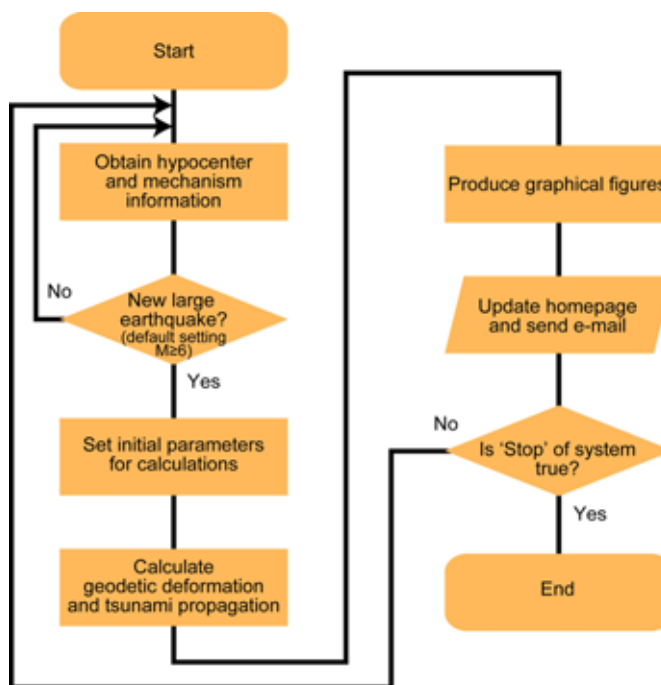 Start
Obtain hypocenter
and mechanism
information
No
New large
earthquake?
(default setting
M≥6)
Yes
Set initial parameters
for calculations
Calculate
geodetic deformation
and tsunami propagation
Produce graphical figures
Update homepage
and send e-mail
No
Is ‘Stop’ of system
true?
Yes
End